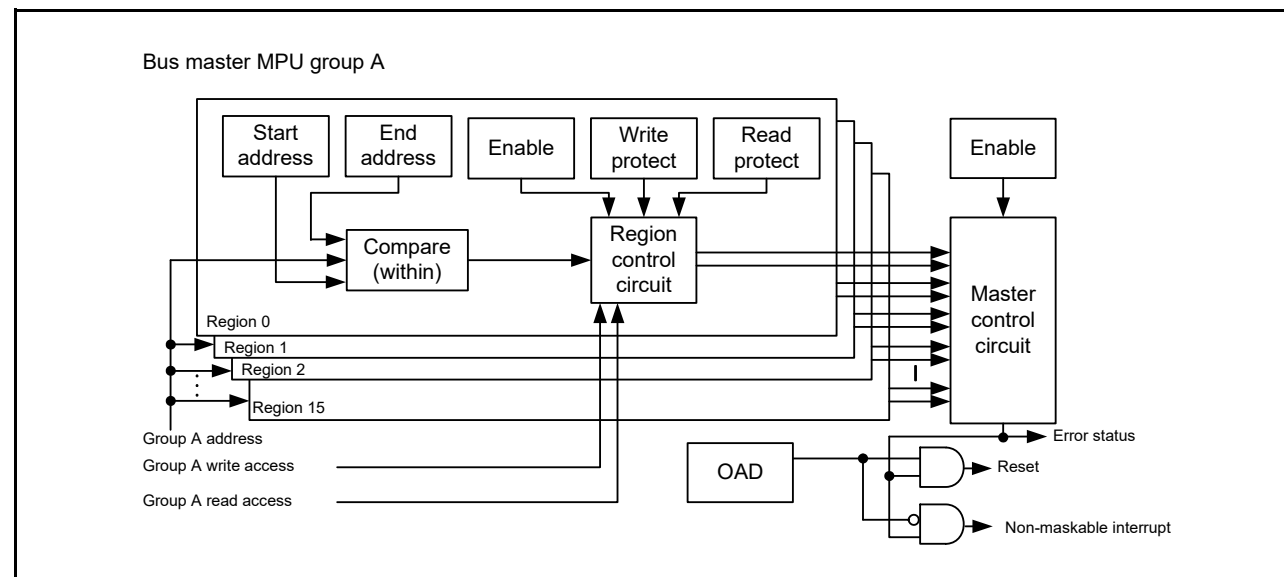 Bus master MPU group A
Start
address
End
address
Enable
Write
protect
Read
protect
Enable
Compare
(within)
Region
control
circuit
Master
control
circuit
Region 0
Region 1
Region 2
Region 15
Group A address
Group A write access
Group A read access
OAD
Error status
Reset
Non-maskable interrupt